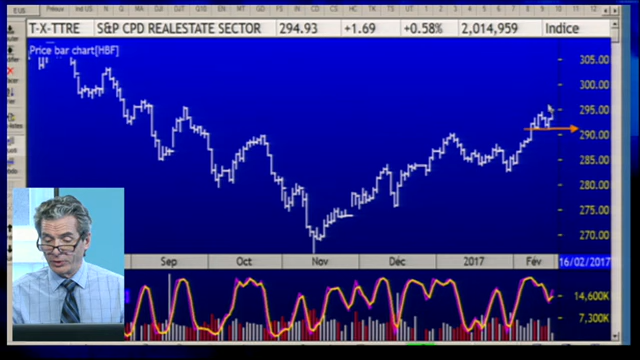 T-X-TTRE S&P CPD REALESTATE SECTOR 294.93 +1.69 +0.58% 2,014,959 Indice
Price bar chart[HBF]
305.00
300.00
295.00
290.00
285.00
280.00
275.00
270.00
Sep Oct Nov Déc 2017 Fév 16/02/2017
14,600K
7,200K